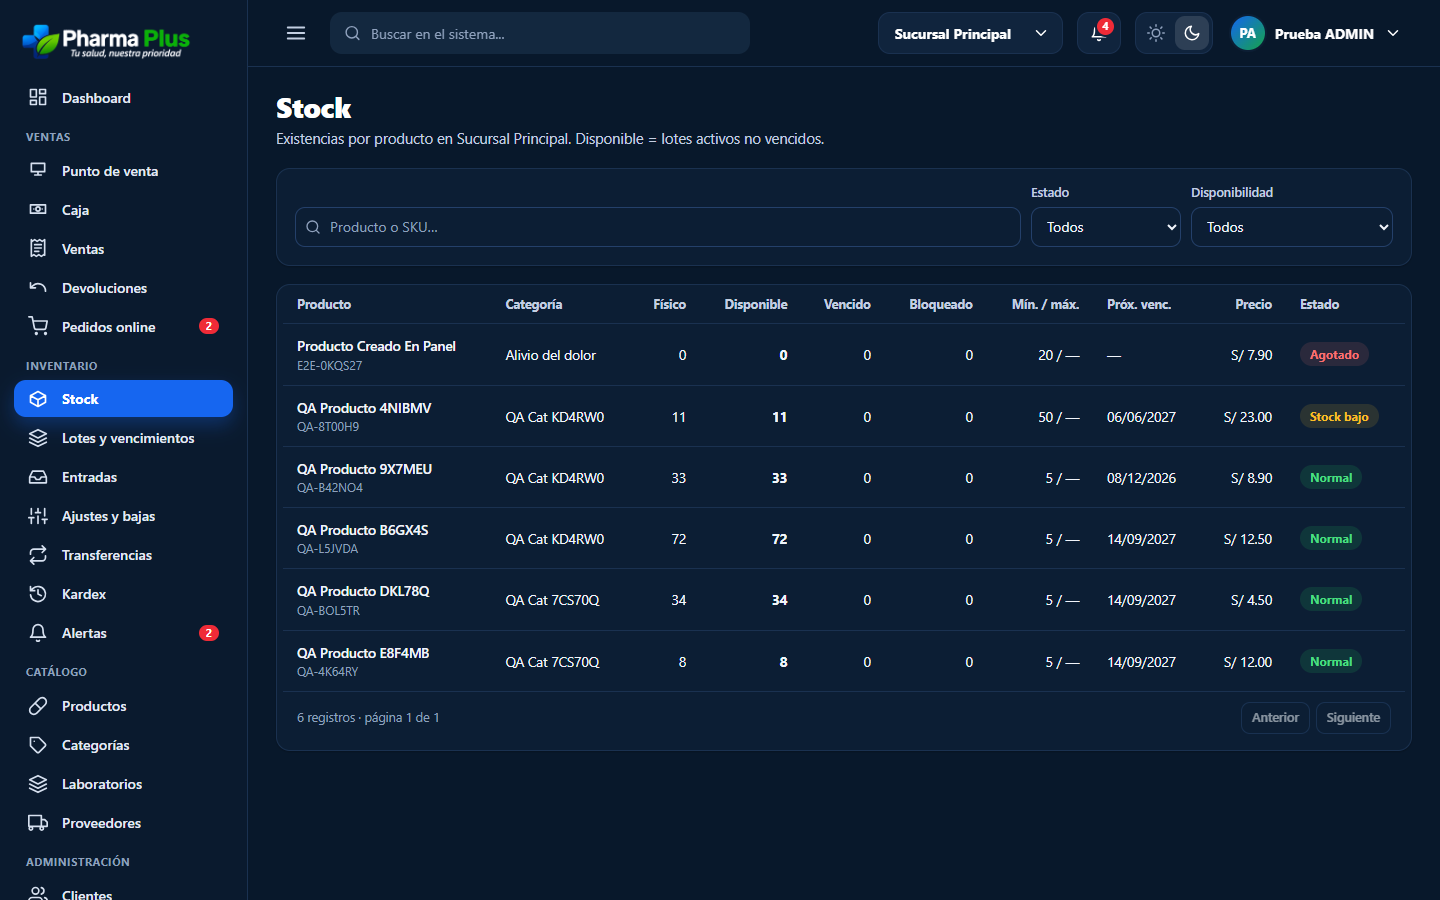 Pharma Plus
Tu salud, nuestra prioridad
Buscar en el sistema...
Sucursal Principal
4
PA
Prueba ADMIN
Dashboard
VENTAS
Punto de venta
Caja
Ventas
Devoluciones
Pedidos online 2
INVENTARIO
Stock
Lotes y vencimientos
Entradas
Ajustes y bajas
Transferencias
Kardex
Alertas 2
CATÁLOGO
Productos
Categorías
Laboratorios
Proveedores
ADMINISTRACIÓN
Clientes
Stock
Existencias por producto en Sucursal Principal. Disponible = lotes activos no vencidos.
Estado Disponibilidad
Producto o SKU... Todos Todos
Producto Categoría Físico Disponible Vencido Bloqueado Mín. / máx. Próx. venc. Precio Estado
Producto Creado En Panel
E2E-0KQS27
Alivio del dolor 0 0 0 0 20 / — — S/ 7.90 Agotado
QA Producto 4NIBMV
QA-8T00H9
QA Cat KD4RW0 11 11 0 0 50 / — 06/06/2027 S/ 23.00 Stock bajo
QA Producto 9X7MEU
QA-B42NO4
QA Cat KD4RW0 33 33 0 0 5 / — 08/12/2026 S/ 8.90 Normal
QA Producto B6GX4S
QA-L5JVDA
QA Cat KD4RW0 72 72 0 0 5 / — 14/09/2027 S/ 12.50 Normal
QA Producto DKL78Q
QA-BOL5TR
QA Cat 7CS70Q 34 34 0 0 5 / — 14/09/2027 S/ 4.50 Normal
QA Producto E8F4MB
QA-4K64RY
QA Cat 7CS70Q 8 8 0 0 5 / — 14/09/2027 S/ 12.00 Normal
6 registros · página 1 de 1
Anterior Siguiente